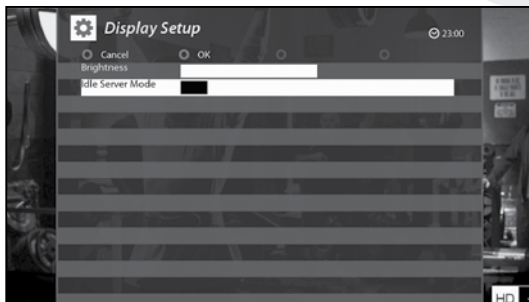 Display Setup
23:00
Cancel OK
Brightness
Idle Server Mode
HD